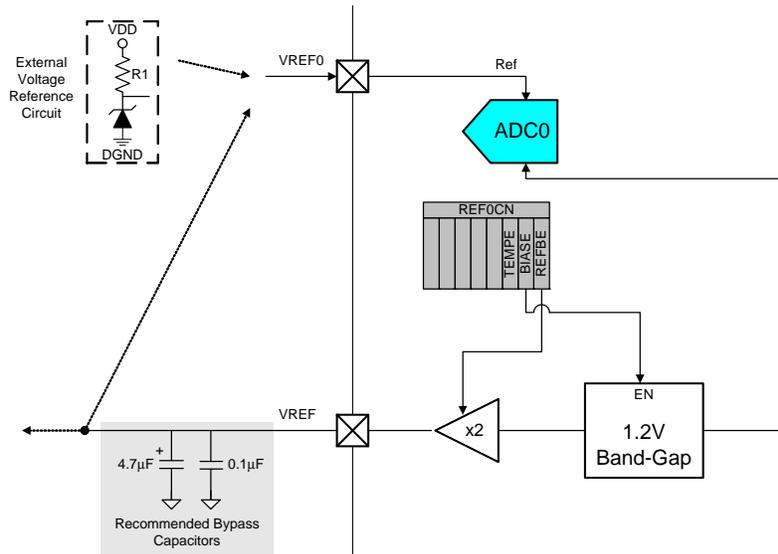 VDD
R1
DGND
External
Voltage
Reference
Circuit
VREF0
Ref
ADC0
REF0CN
TEMPE
BIASE
REFBE
EN
1.2V
Band-Gap
x2
VREF
4.7µF
+
0.1µF
Recommended Bypass
Capacitors